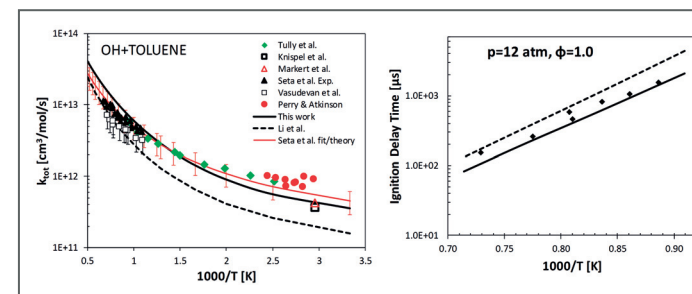 OH+TOLUENE
Tully et al.
Knispel et al.
Markert et al.
Seta et al. Exp.
Vasudevan et al.
Perry & Atkinson
This work
Li et al.
Seta et al. fit/theory
k_tot [cm³/mol/s]
1E+14
1E+13
1E+12
1E+11
0.5 1 1.5 2 2.5 3 3.5
1000/T [K]
p=12 atm, ϕ=1.0
Ignition Delay Time [µs]
1.E+03
1.E+02
1.E+01
0.70 0.75 0.80 0.85 0.90
1000/T [K]